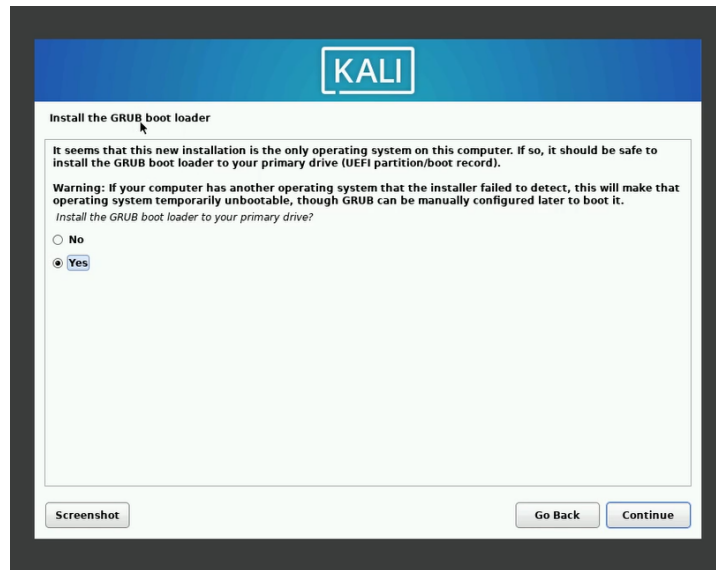 KALI
Install the GRUB boot loader
It seems that this new installation is the only operating system on this computer. If so, it should be safe to
install the GRUB boot loader to your primary drive (UEFI partition/boot record).
Warning: If your computer has another operating system that the installer failed to detect, this will make that
operating system temporarily unbootable, though GRUB can be manually configured later to boot it.
Install the GRUB boot loader to your primary drive?
No
Yes
Screenshot
Go Back
Continue